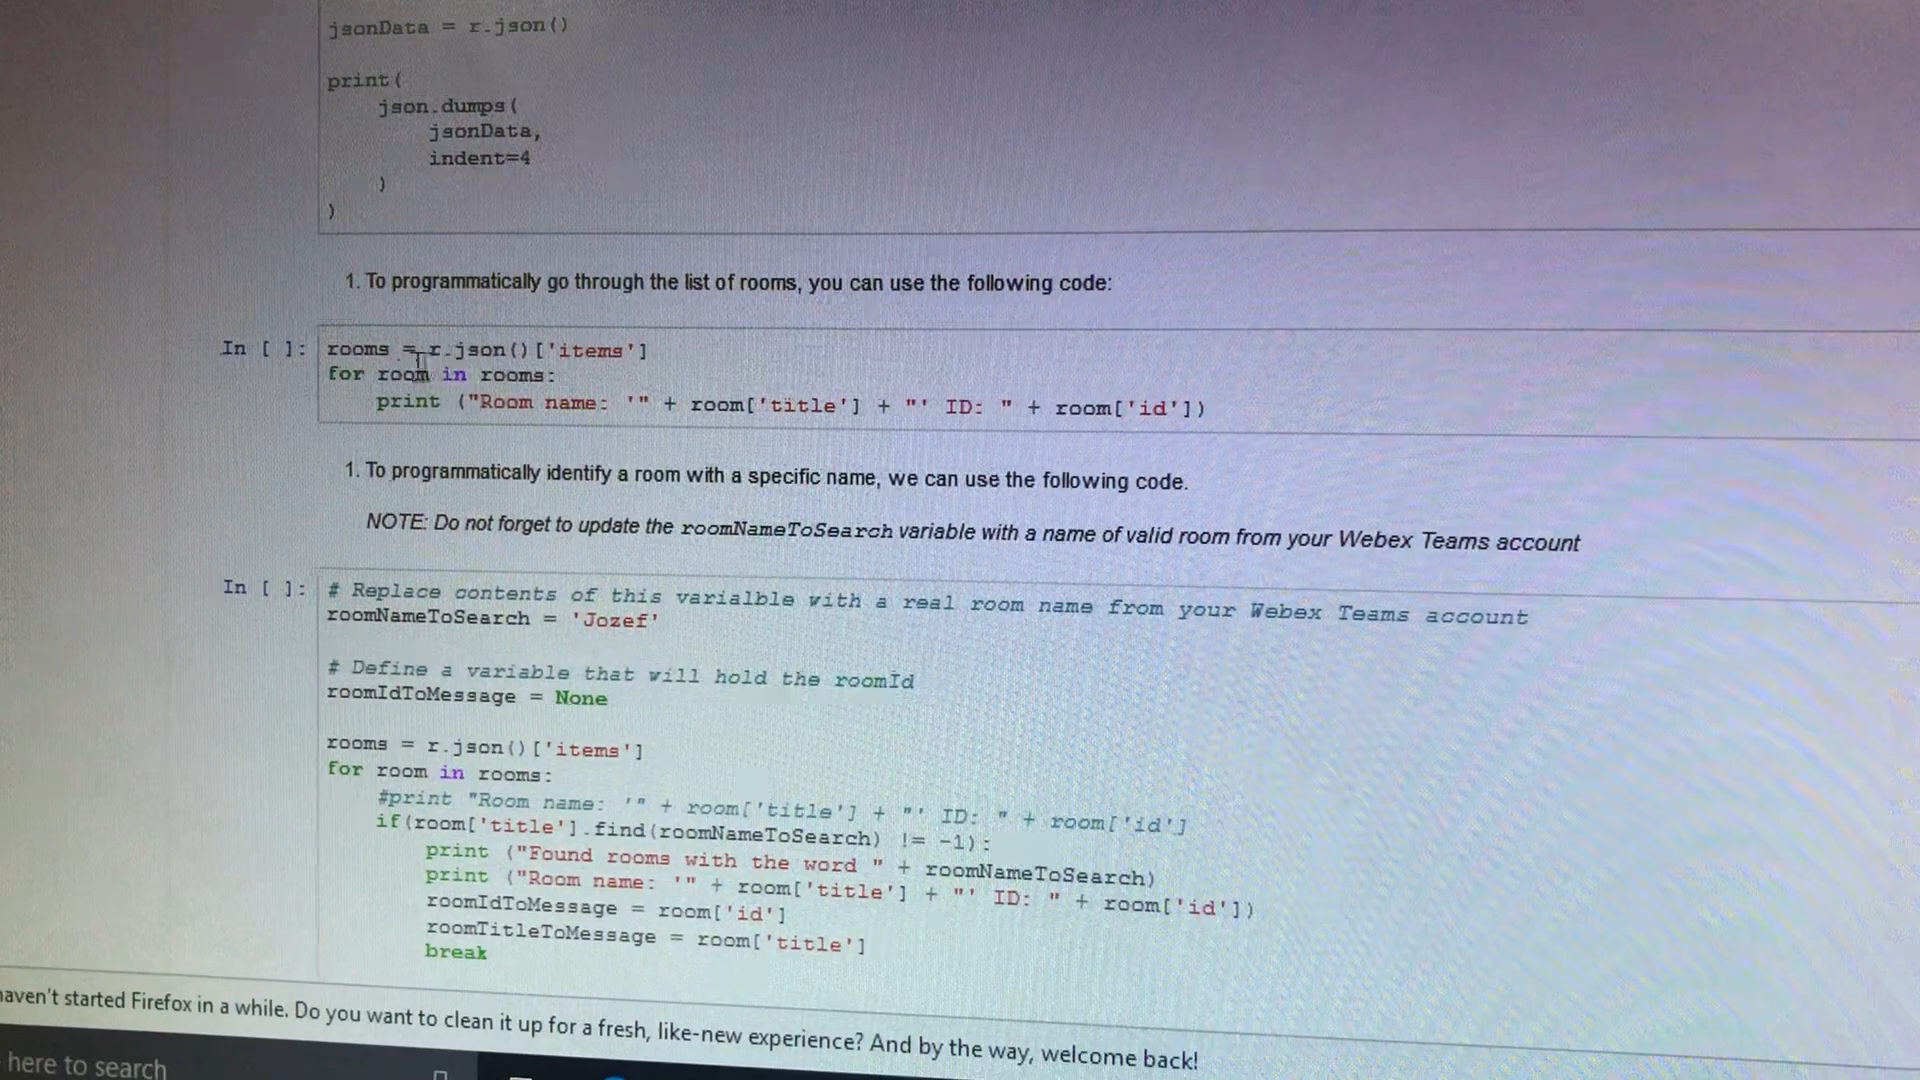 jsonData = r.json()
print(
json.dumps(
jsonData,
indent=4
)
)
1. To programmatically go through the list of rooms, you can use the following code:
In [ ]:
rooms = r.json()['items']
for room in rooms:
print ("Room name: '" + room['title'] + "' ID: " + room['id'])
1. To programmatically identify a room with a specific name, we can use the following code.
NOTE: Do not forget to update the roomNameToSearch variable with a name of valid room from your Webex Teams account
In [ ]:
# Replace contents of this varialble with a real room name from your Webex Teams account
roomNameToSearch = 'Jozef'
# Define a variable that will hold the roomId
roomIdToMessage = None
rooms = r.json()['items']
for room in rooms:
#print "Room name: '" + room['title'] + "' ID: " + room['id']
if(room['title'].find(roomNameToSearch) != -1):
print ("Found rooms with the word " + roomNameToSearch)
print ("Room name: '" + room['title'] + "' ID: " + room['id'])
roomIdToMessage = room['id']
roomTitleToMessage = room['title']
break
haven't started Firefox in a while. Do you want to clean it up for a fresh, like-new experience? And by the way, welcome back!
here to search